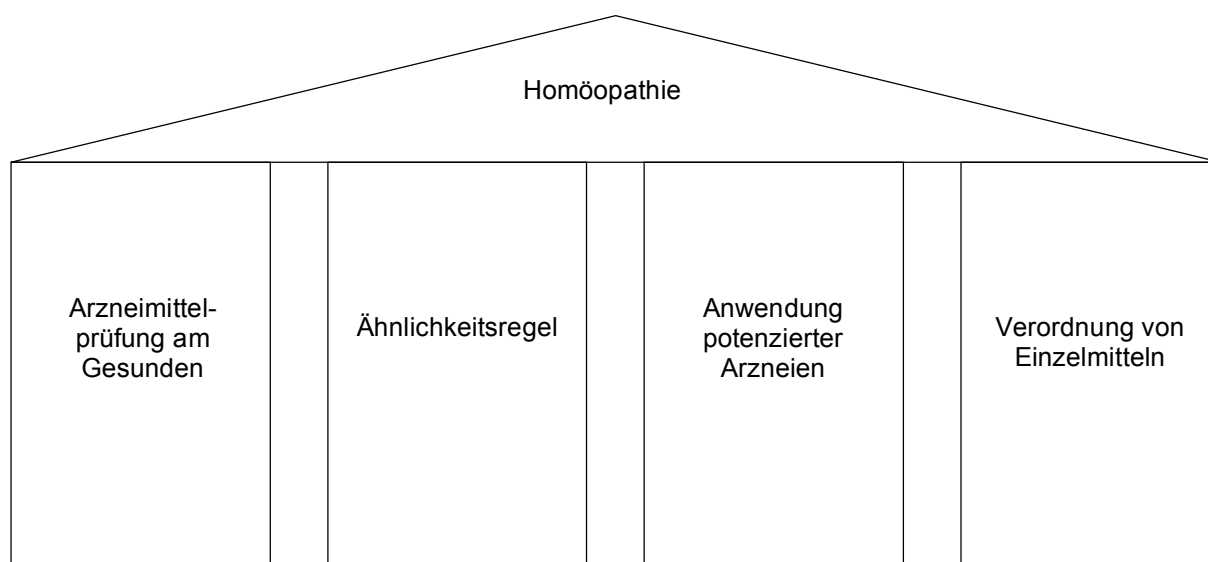 Homöopathie
Arzneimittel-
prüfung am
Gesunden
Ähnlichkeitsregel
Anwendung
potenzierter
Arzneien
Verordnung von
Einzelmitteln